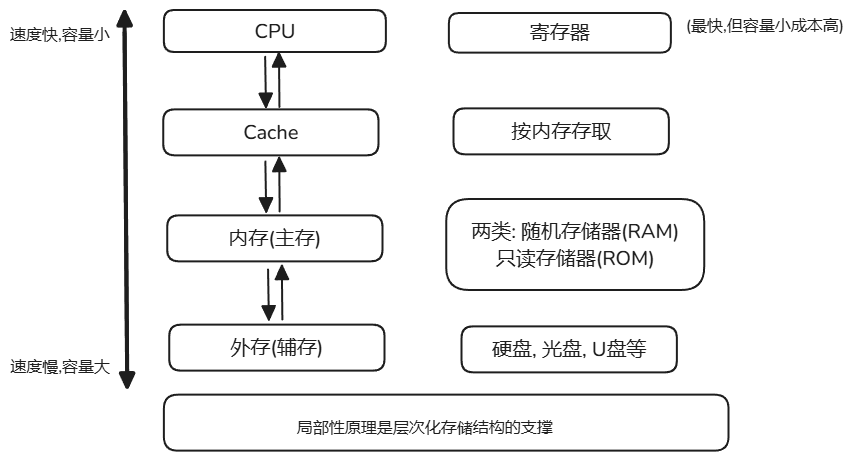 速度快,容量小
CPU
寄存器
(最快,但容量小成本高)
Cache
按内存存取
内存(主存)
两类: 随机存储器(RAM)
只读存储器(ROM)
外存(辅存)
硬盘, 光盘, U盘等
速度慢,容量大
局部性原理是层次化存储结构的支撑